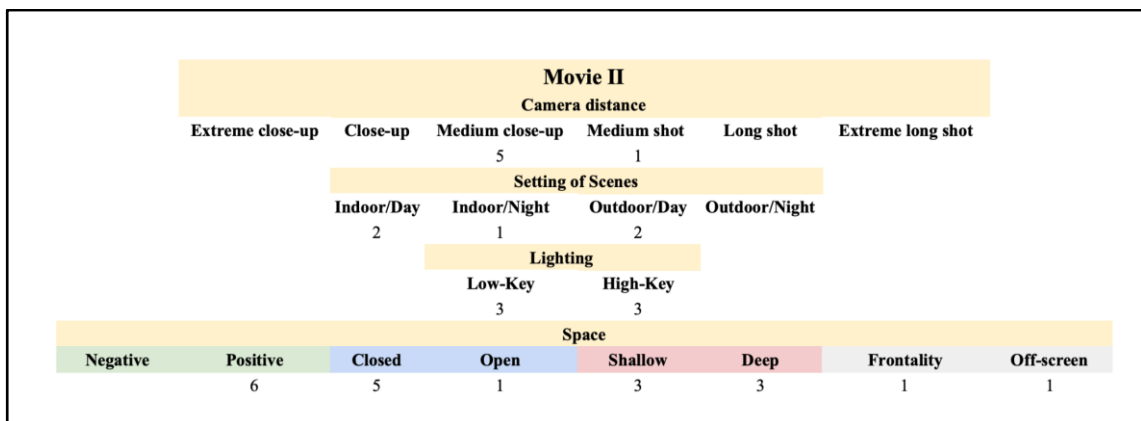 Movie II
Camera distance
Extreme close-up Close-up Medium close-up Medium shot Long shot Extreme long shot
5 1
Setting of Scenes
Indoor/Day Indoor/Night Outdoor/Day Outdoor/Night
2 1 2
Lighting
Low-Key High-Key
3 3
Space
Negative Positive Closed Open Shallow Deep Frontality Off-screen
6 5 1 3 3 1 1